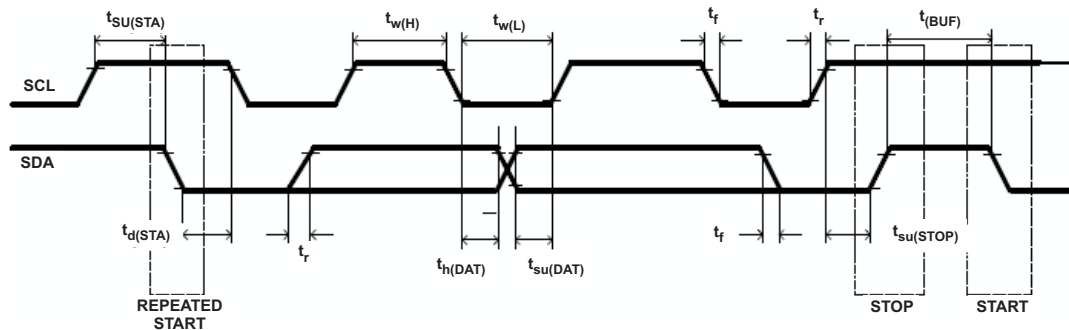 tSU(STA)
tw(H)
tw(L)
tf
tr
t(BUF)
SCL
SDA
td(STA)
tr
th(DAT)
tsu(DAT)
tf
tsu(STOP)
REPEATED
START
STOP
START